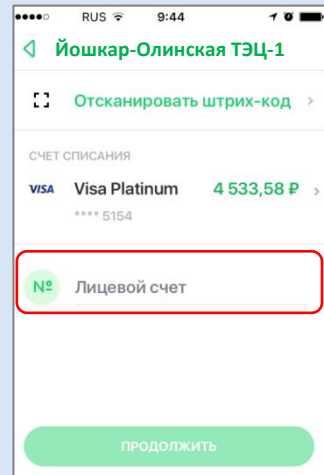 RUS 9:44
Йошкар-Олинская ТЭЦ-1
Отсканировать штрих-код
СЧЕТ СПИСАНИЯ
VISA Visa Platinum 4 533,58 ₽
**** 5154
№ Лицевой счет
ПРОДОЛЖИТЬ